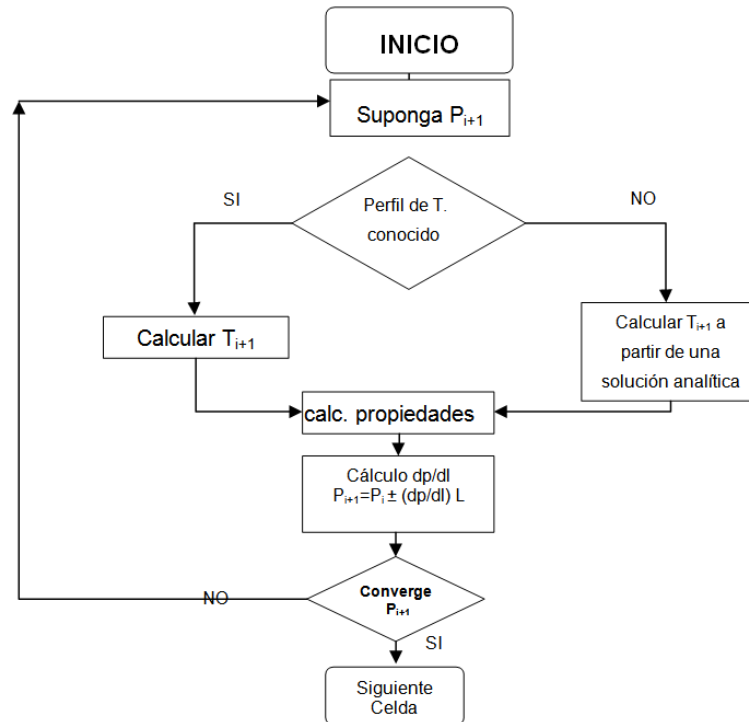 INICIO
Suponga Pᵢ₊₁
SI
Perfil de T.
conocido
NO
Calcular Tᵢ₊₁
Calcular Tᵢ₊₁ a
partir de una
solución analítica
calc. propiedades
Cálculo dp/dl
Pᵢ₊₁=Pᵢ ± (dp/dl) L
Converge
Pᵢ₊₁
NO
SI
Siguiente
Celda